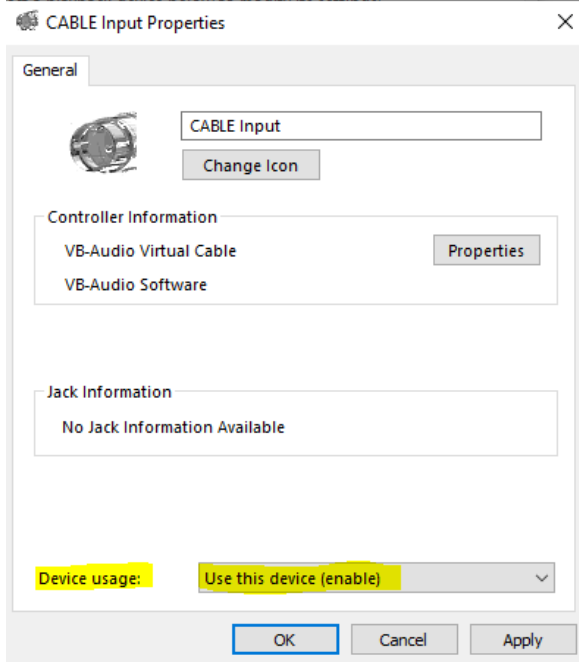 CABLE Input Properties
General
CABLE Input
Change Icon
Controller Information
VB-Audio Virtual Cable
Properties
VB-Audio Software
Jack Information
No Jack Information Available
Device usage:
Use this device (enable)
OK
Cancel
Apply